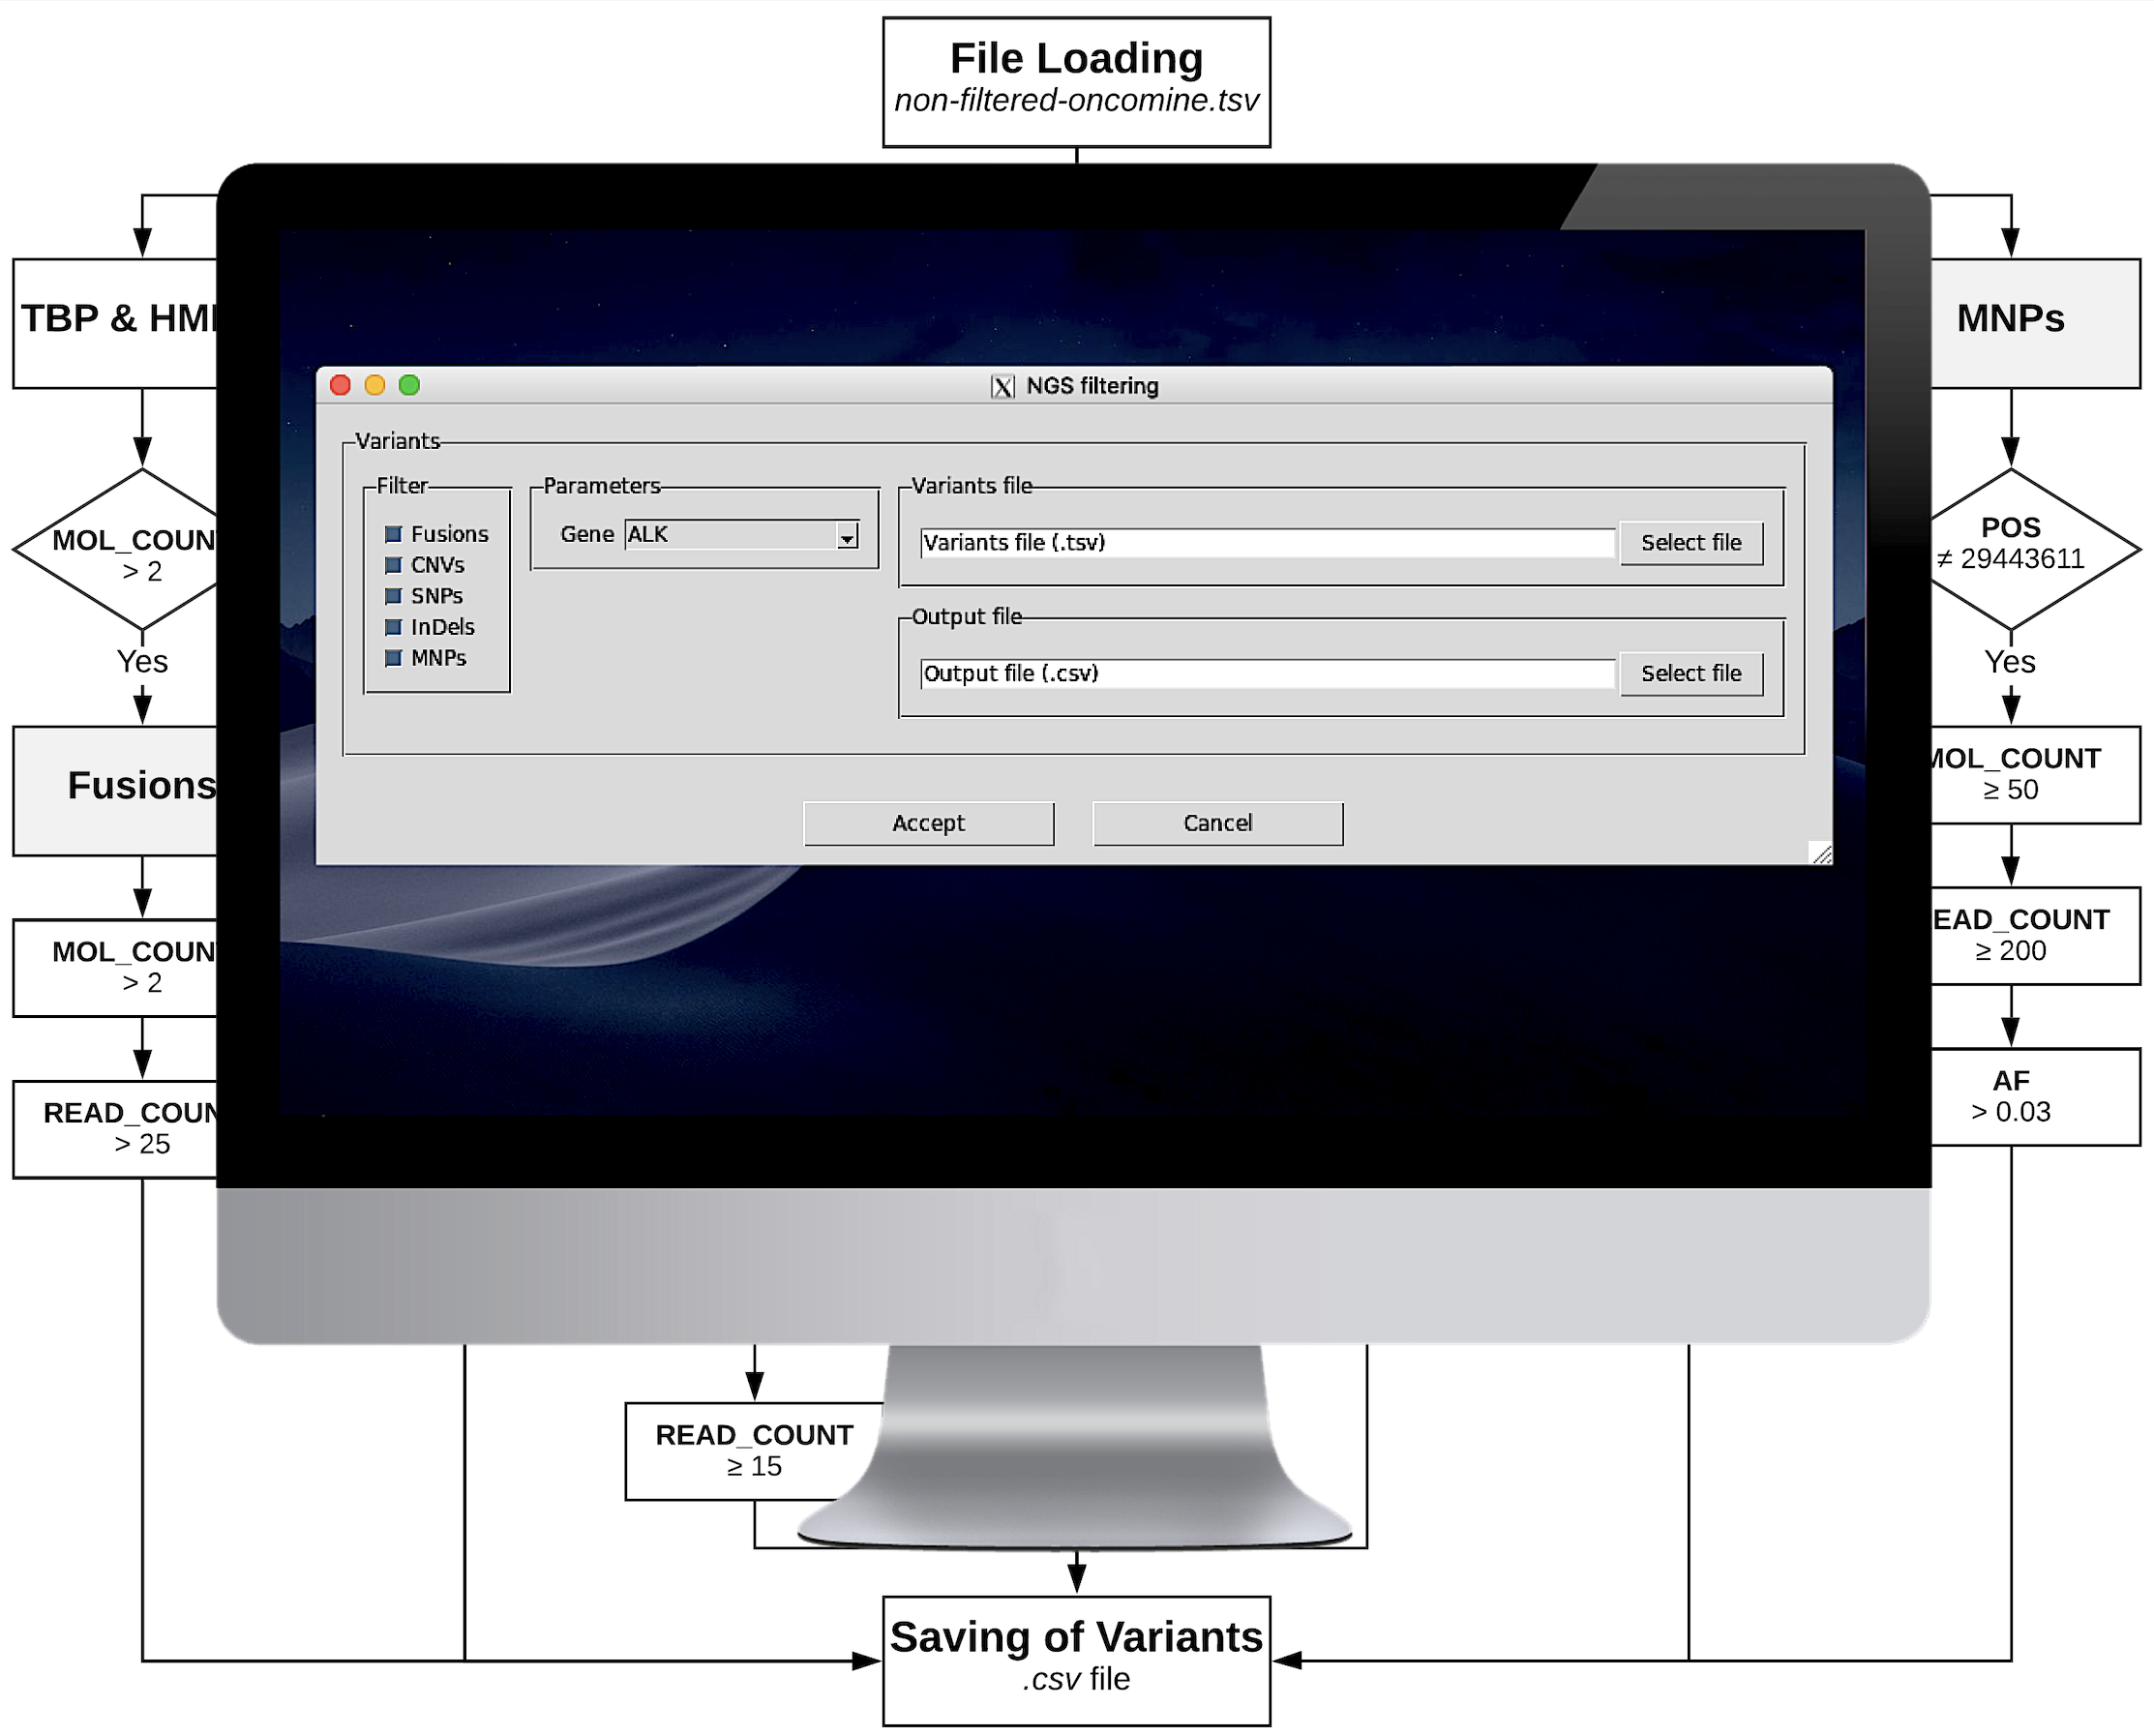 File Loading
non-filtered-oncomine.tsv
TBP &
MOL_COUN
> 2
Yes
Fusions
MOL_COUN
> 2
READ_COUN
> 25
NGS filtering
Variants
Filter
Fusions
CNVs
SNPs
InDels
MNPs
Parameters
Gene ALK
Variants file
Variants file (.tsv) Select file
Output file
Output file (.csv) Select file
Accept Cancel
MNPs
POS
≠ 29443611
Yes
MOL_COUNT
≥ 50
EAD_COUNT
≥ 200
AF
> 0.03
READ_COUNT
≥ 15
Saving of Variants
.csv file